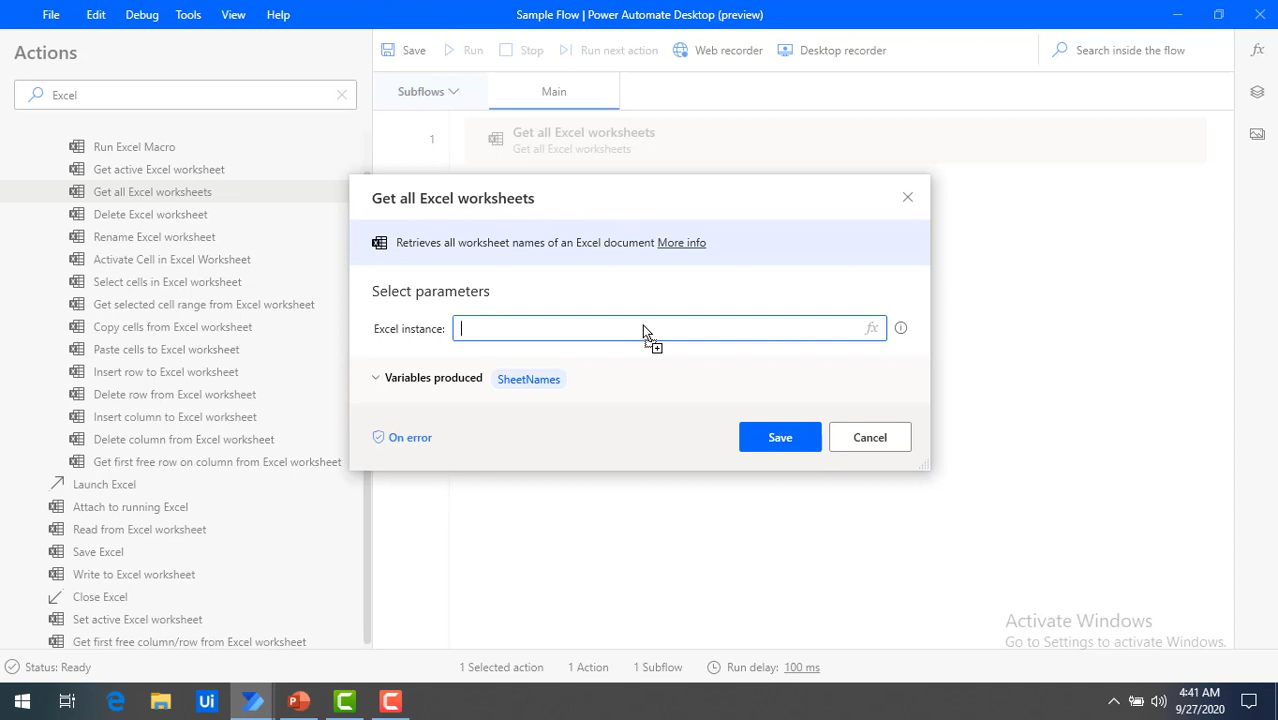 File Edit Debug Tools View Help Sample Flow | Power Automate Desktop (preview)
Actions
Save Run Stop Run next action Web recorder Desktop recorder Search inside the flow fx
Excel
Subflows Main
1 Get all Excel worksheets
Get all Excel worksheets
Run Excel Macro
Get active Excel worksheet
Get all Excel worksheets
Delete Excel worksheet
Rename Excel worksheet
Activate Cell in Excel Worksheet
Select cells in Excel worksheet
Get selected cell range from Excel worksheet
Copy cells from Excel worksheet
Paste cells to Excel worksheet
Insert row to Excel worksheet
Delete row from Excel worksheet
Insert column to Excel worksheet
Delete column from Excel worksheet
Get first free row on column from Excel worksheet
Launch Excel
Attach to running Excel
Read from Excel worksheet
Save Excel
Write to Excel worksheet
Close Excel
Set active Excel worksheet
Get first free column/row from Excel worksheet
Get all Excel worksheets
Retrieves all worksheet names of an Excel document More info
Select parameters
Excel instance: fx
Variables produced SheetNames
On error Save Cancel
Activate Windows
Go to Settings to activate Windows.
Status: Ready 1 Selected action 1 Action 1 Subflow Run delay: 100 ms
Ui 4:41 AM
9/27/2020